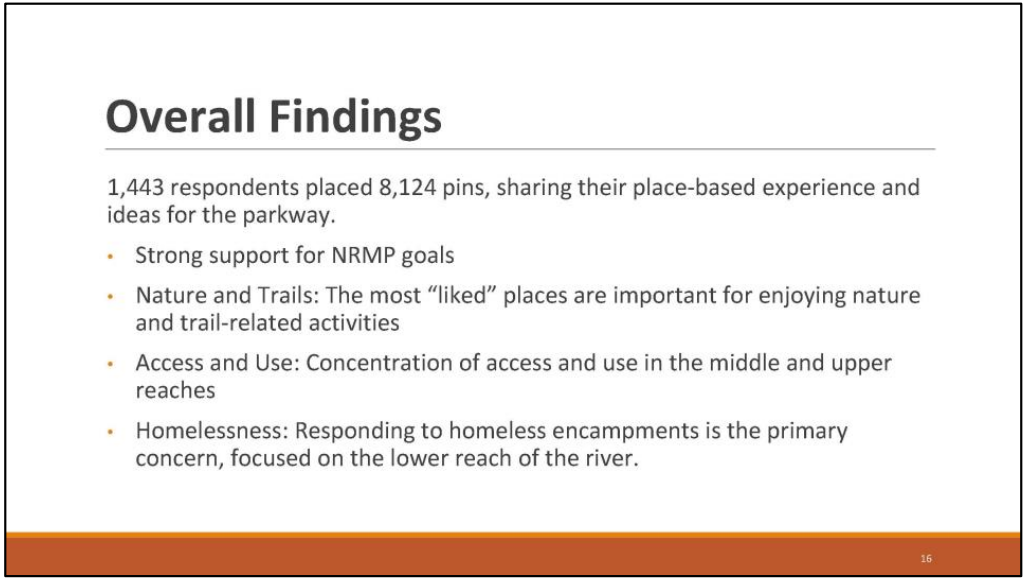 Overall Findings
1,443 respondents placed 8,124 pins, sharing their place-based experience and
ideas for the parkway.
• Strong support for NRMP goals
• Nature and Trails: The most “liked” places are important for enjoying nature
and trail-related activities
• Access and Use: Concentration of access and use in the middle and upper
reaches
• Homelessness: Responding to homeless encampments is the primary
concern, focused on the lower reach of the river.
16